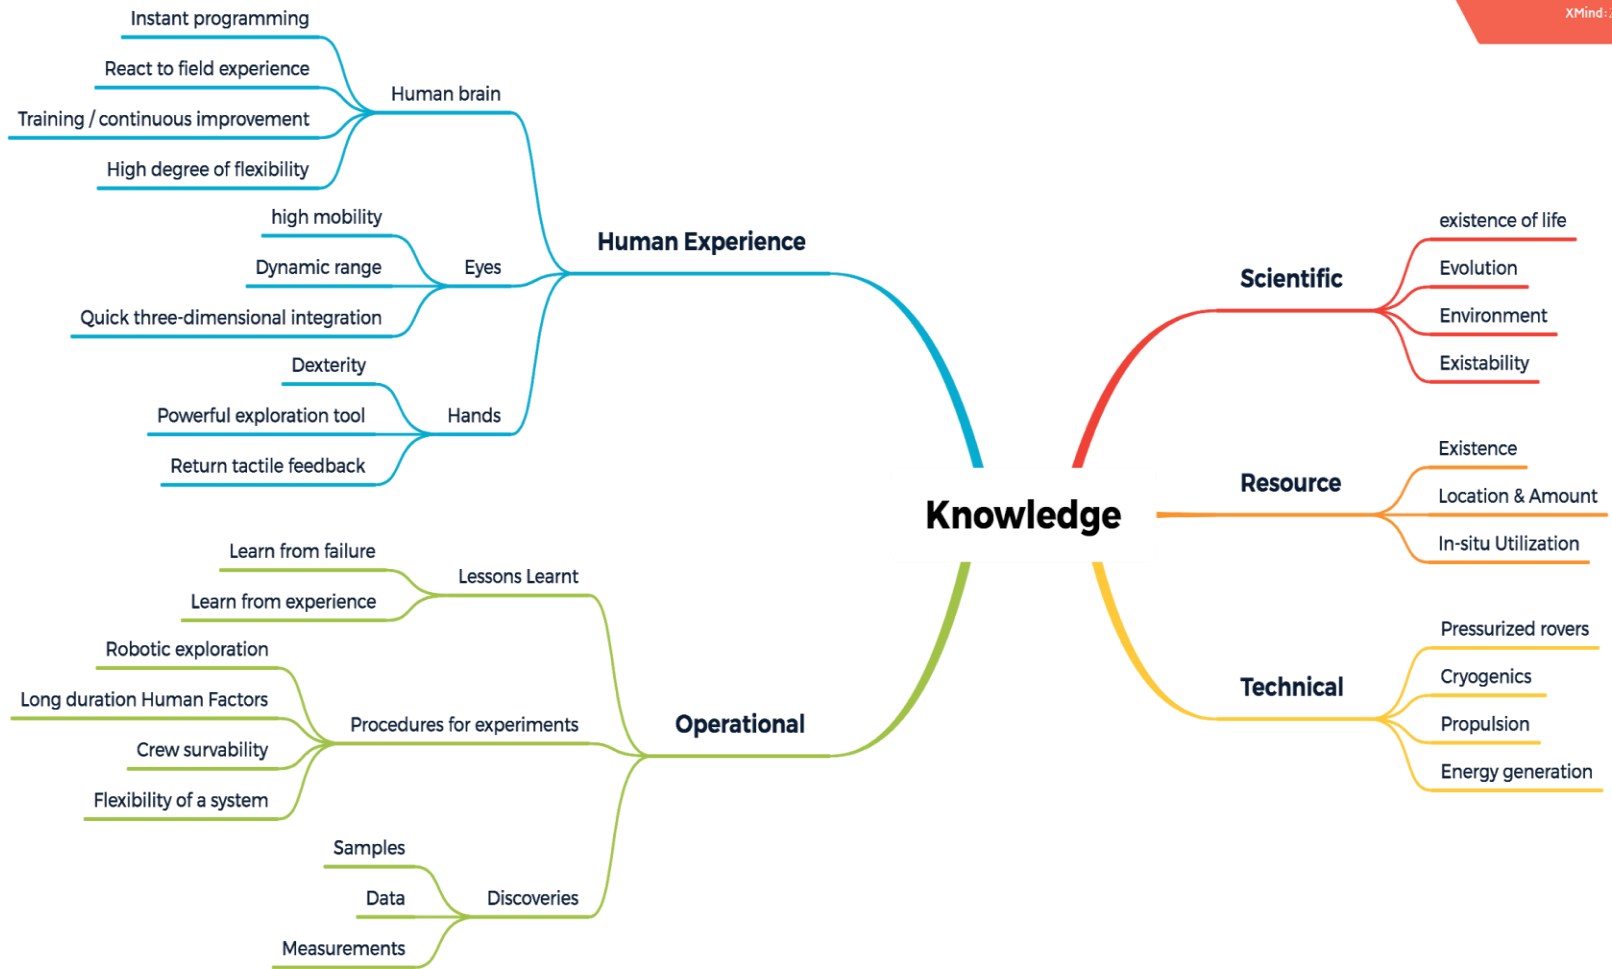 XMind:
Instant programming
React to field experience
Training / continuous improvement
High degree of flexibility
Human brain
high mobility
Dynamic range
Quick three-dimensional integration
Eyes
Dexterity
Powerful exploration tool
Return tactile feedback
Hands
Human Experience
Scientific
existence of life
Evolution
Environment
Existability
Knowledge
Resource
Existence
Location & Amount
In-situ Utilization
Technical
Pressurized rovers
Cryogenics
Propulsion
Energy generation
Learn from failure
Learn from experience
Lessons Learnt
Robotic exploration
Long duration Human Factors
Crew survability
Flexibility of a system
Procedures for experiments
Operational
Samples
Data
Measurements
Discoveries